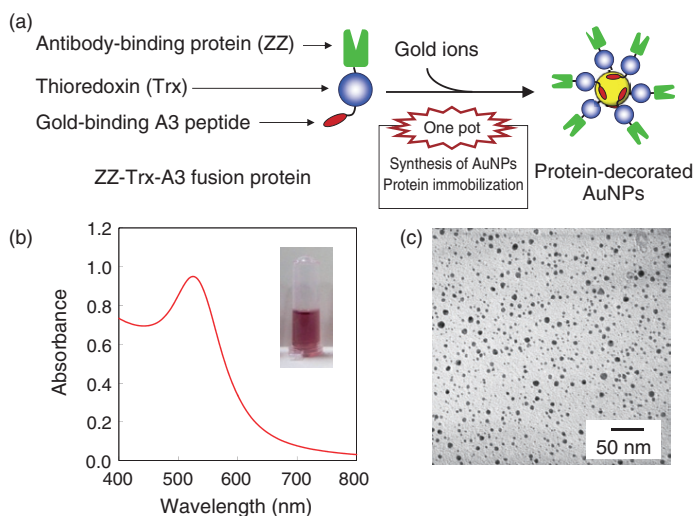 (a)
Antibody-binding protein (ZZ)
Thioredoxin (Trx)
Gold-binding A3 peptide
ZZ-Trx-A3 fusion protein
Gold ions
One pot
Synthesis of AuNPs
Protein immobilization
Protein-decorated
AuNPs
(b)
1.2
1.0
0.8
0.6
0.4
0.2
0.0
Absorbance
400
500
600
700
800
Wavelength (nm)
(c)
50 nm